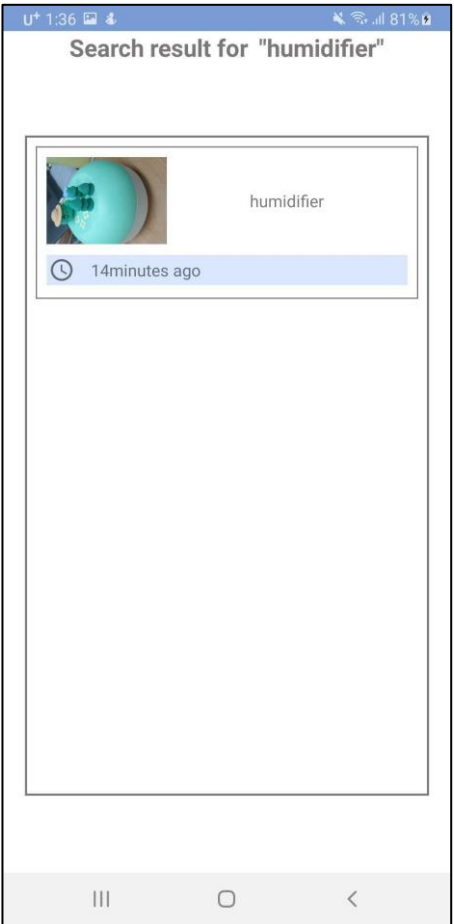 U⁺ 1:36 81%
Search result for "humidifier"
humidifier
14minutes ago